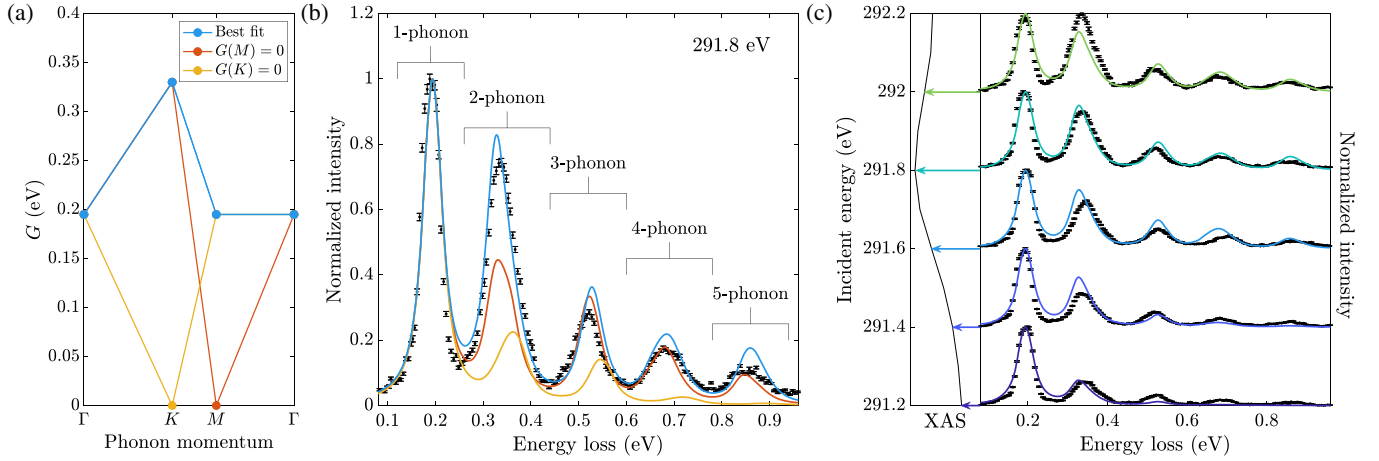 (a)
0.4
0.35
0.3
0.25
0.2
0.15
0.1
0.05
0
G (eV)
Γ K M Γ
Phonon momentum
Best fit
G(M) = 0
G(K) = 0
(b)
291.8 eV
1-phonon
2-phonon
3-phonon
4-phonon
5-phonon
1
0.8
0.6
0.4
0.2
0
Normalized intensity
0.1 0.2 0.3 0.4 0.5 0.6 0.7 0.8 0.9
Energy loss (eV)
(c)
292.2
292
291.8
291.6
291.4
291.2
Incident energy (eV)
XAS
0.2 0.4 0.6 0.8
Energy loss (eV)
Normalized intensity